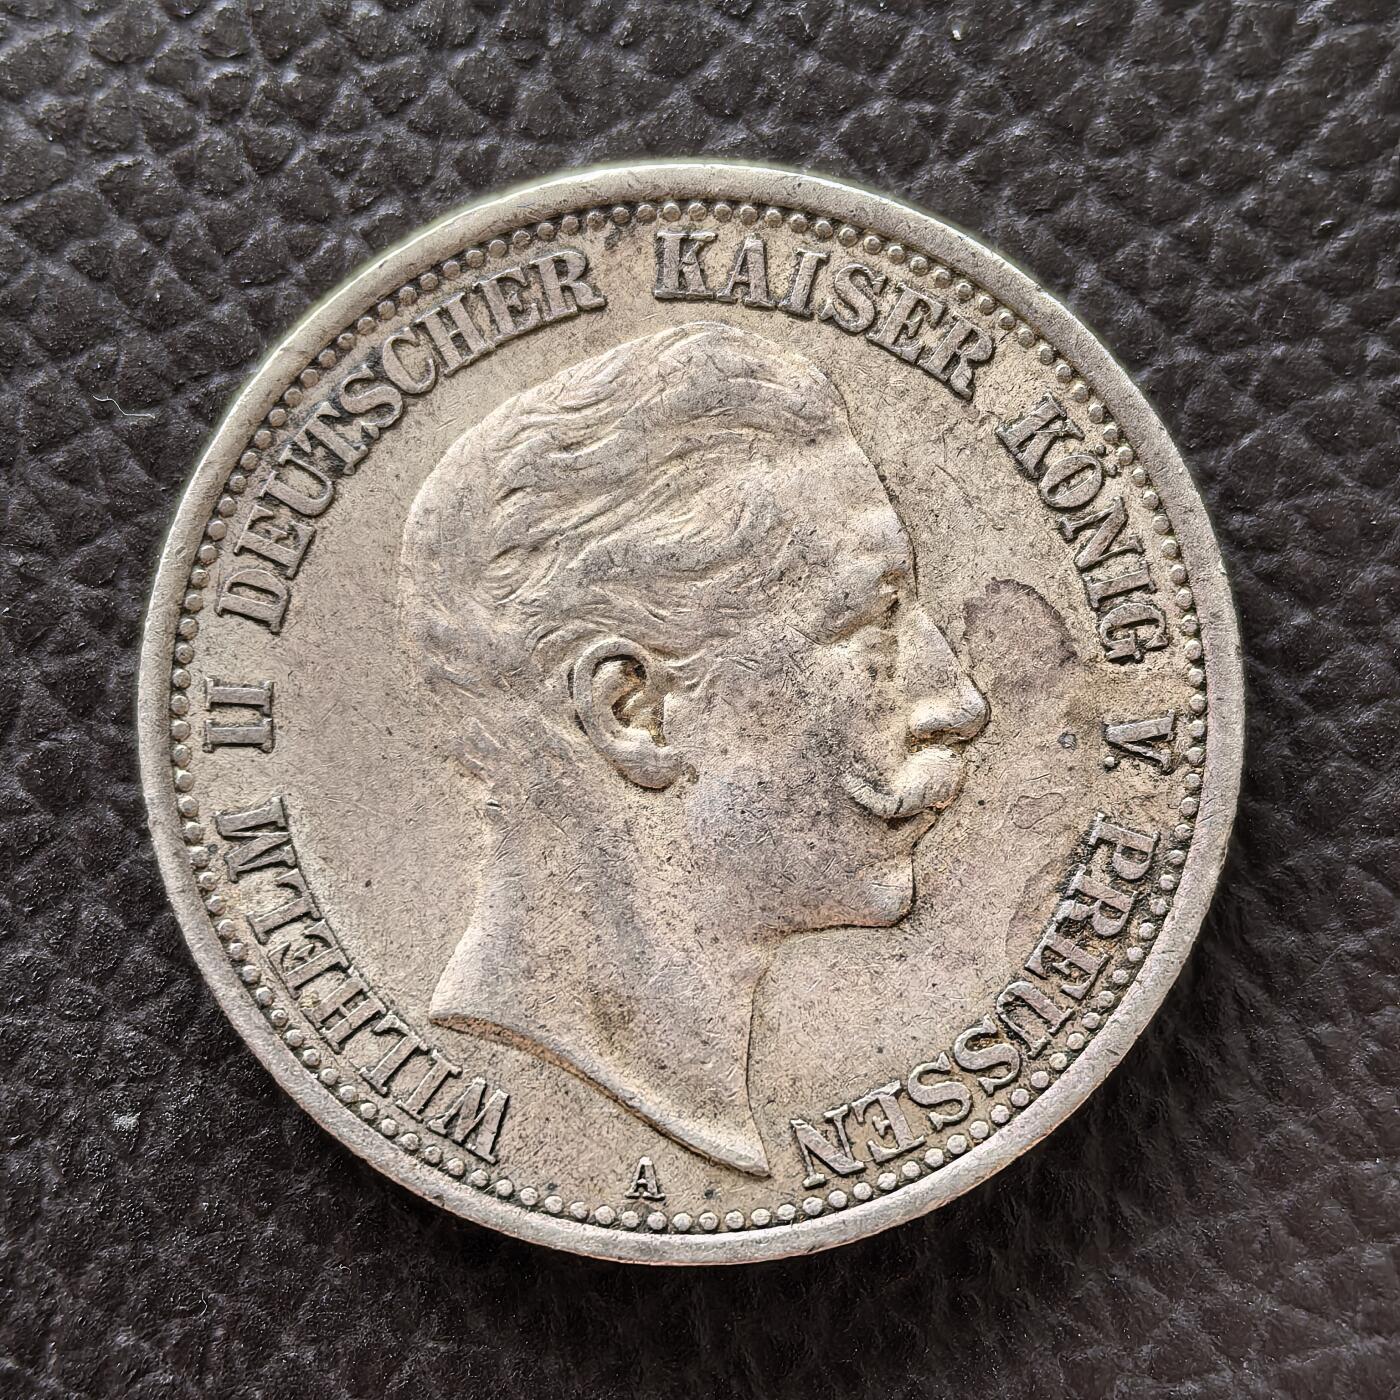 WILHELM II DEUTSCHER KAISER KÖNIG V. PREUSSEN
A